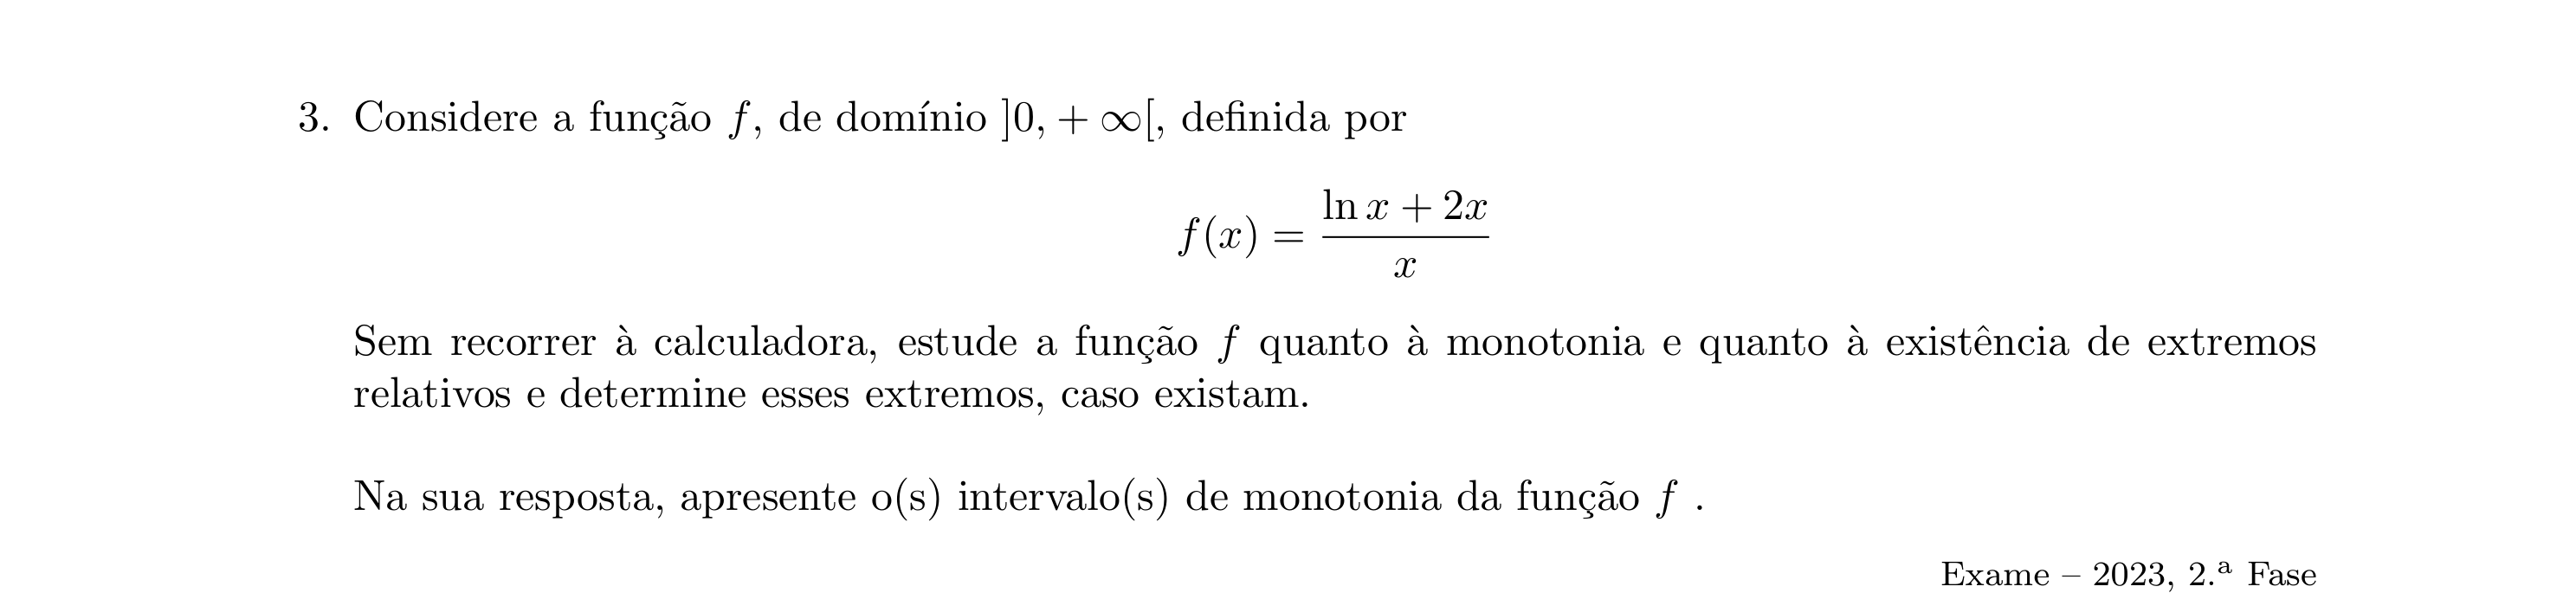 3. Considere a função f, de domínio ]0, + ∞[, definida por
f(x) = \frac{\ln x + 2x}{x}
Sem recorrer à calculadora, estude a função f quanto à monotonia e quanto à existência de extremos
relativos e determine esses extremos, caso existam.
Na sua resposta, apresente o(s) intervalo(s) de monotonia da função f .
Exame – 2023, 2.ª Fase